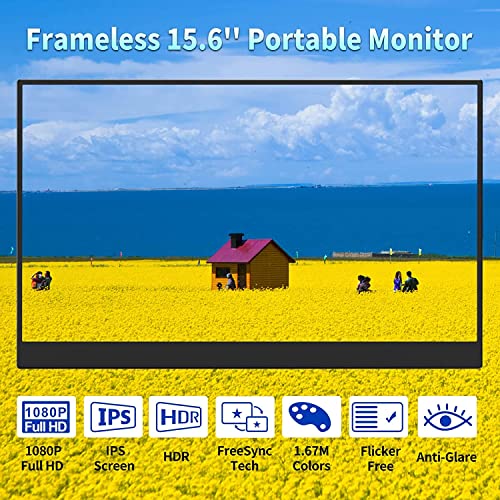 Frameless 15.6'' Portable Monitor
1080P
Full HD
IPS
HDR
1080P
Full HD
IPS
Screen
HDR
FreeSync
Tech
1.67M
Colors
Flicker
Free
Anti-Glare